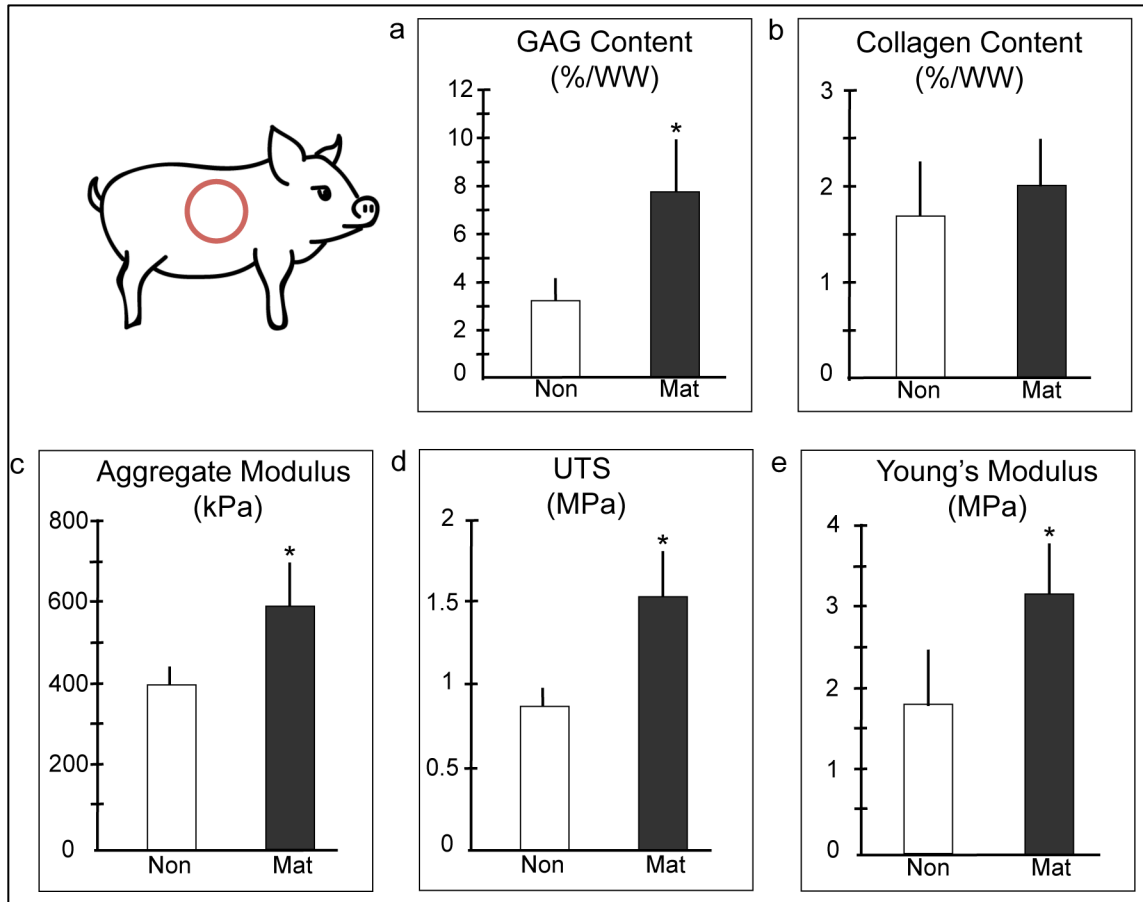 a
GAG Content
(%/WW)
12
10
8
6
4
2
0
*
Non Mat
b
Collagen Content
(%/WW)
3
2
1
0
Non Mat
c
Aggregate Modulus
(kPa)
800
600
400
200
0
*
Non Mat
d
UTS
(MPa)
2
1.5
1
0.5
0
*
Non Mat
e
Young's Modulus
(MPa)
4
3
2
1
0
*
Non Mat